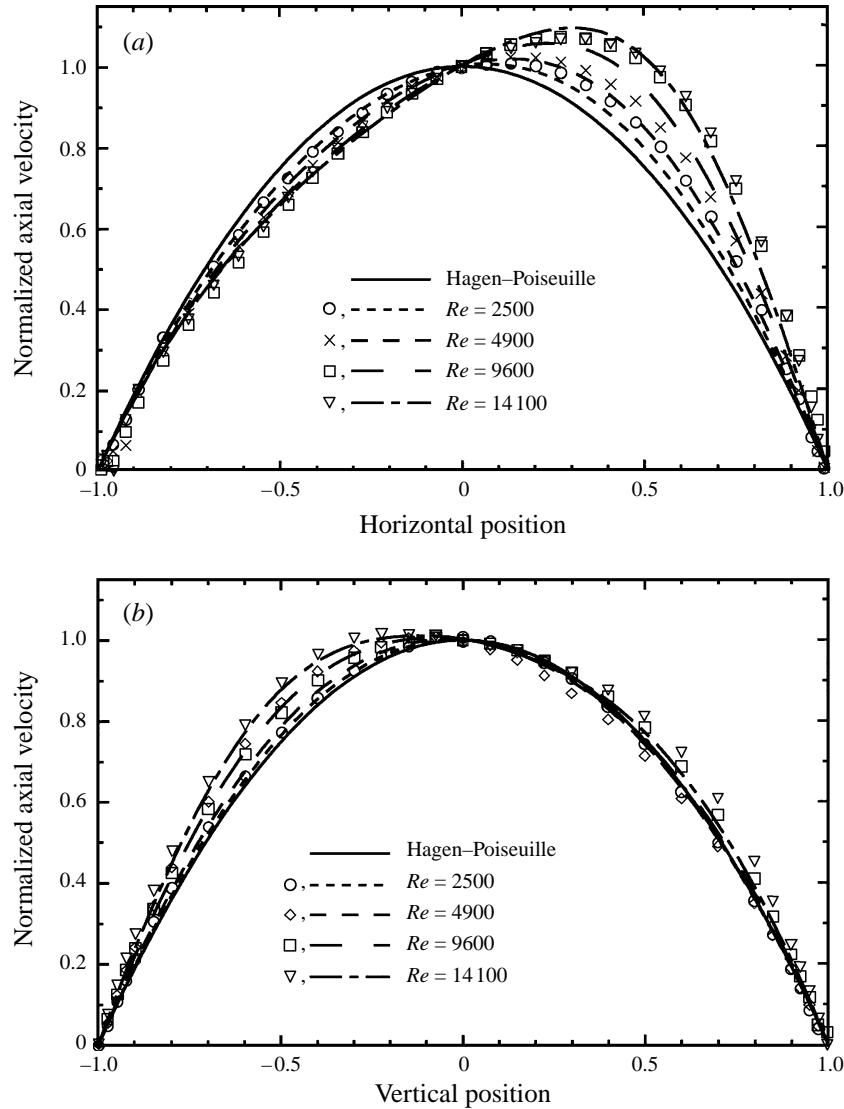 (a)
1.0
0.8
0.6
0.4
0.2
0
Normalized axial velocity
Hagen–Poiseuille
, Re = 2500
, Re = 4900
, Re = 9600
, Re = 14 100
–1.0 –0.5 0 0.5 1.0
Horizontal position
(b)
1.0
0.8
0.6
0.4
0.2
0
Normalized axial velocity
Hagen–Poiseuille
, Re = 2500
, Re = 4900
, Re = 9600
, Re = 14 100
–1.0 –0.5 0 0.5 1.0
Vertical position